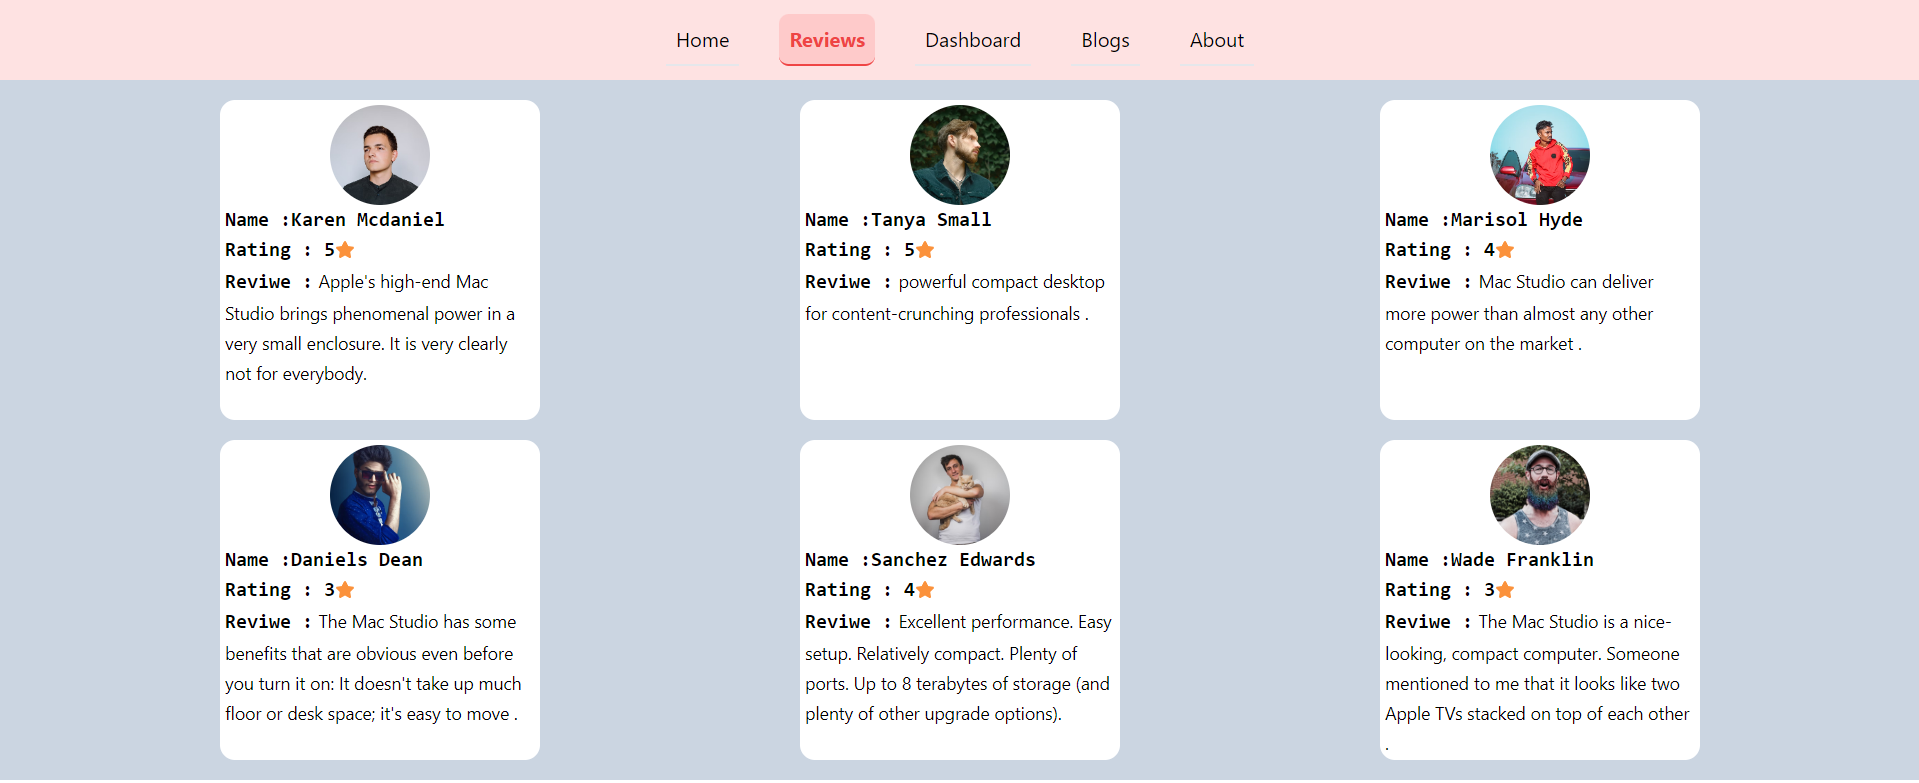 Home Reviews Dashboard Blogs About
Name :Karen Mcdaniel
Rating : 5
Reviwe : Apple's high-end Mac
Studio brings phenomenal power in a
very small enclosure. It is very clearly
not for everybody.
Name :Tanya Small
Rating : 5
Reviwe : powerful compact desktop
for content-crunching professionals .
Name :Marisol Hyde
Rating : 4
Reviwe : Mac Studio can deliver
more power than almost any other
computer on the market .
Name :Daniels Dean
Rating : 3
Reviwe : The Mac Studio has some
benefits that are obvious even before
you turn it on: It doesn't take up much
floor or desk space; it's easy to move .
Name :Sanchez Edwards
Rating : 4
Reviwe : Excellent performance. Easy
setup. Relatively compact. Plenty of
ports. Up to 8 terabytes of storage (and
plenty of other upgrade options).
Name :Wade Franklin
Rating : 3
Reviwe : The Mac Studio is a nice-
looking, compact computer. Someone
mentioned to me that it looks like two
Apple TVs stacked on top of each other
.